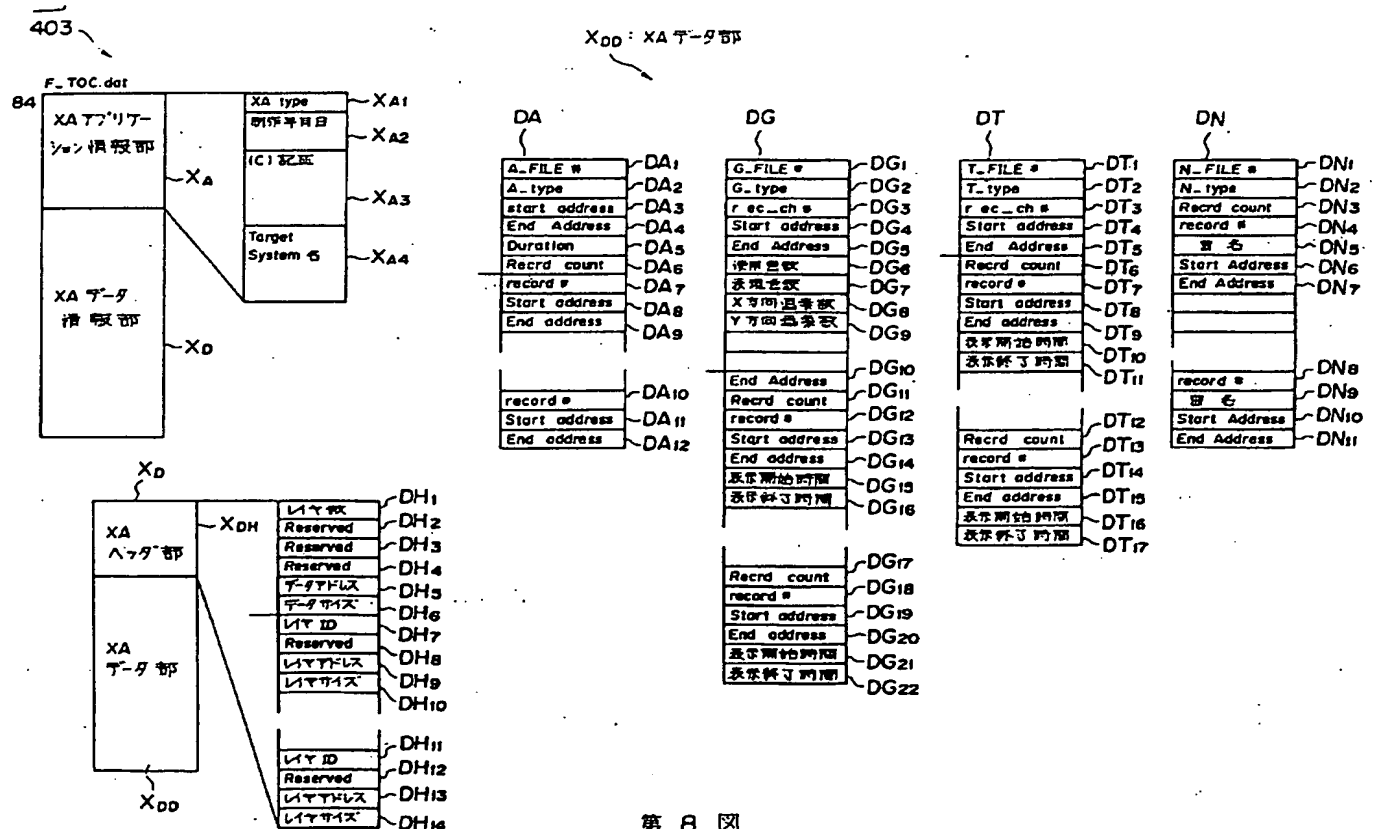 403
X_DD : XA データ部
F_TOC.dat
84
XA アプリケー
ション情報部
X_A
XA データ
情報部
X_D
XA type
制作年月日
(C) 記述
Target
System 名
X_A1
X_A2
X_A3
X_A4
X_D
XA
ヘッダ部
X_DH
XA
データ部
X_DD
レイヤ数 DH1
Reserved DH2
Reserved DH3
Reserved DH4
データアドレス DH5
データサイズ DH6
レイヤ ID DH7
Reserved DH8
レイヤアドレス DH9
レイヤサイズ DH10
DH11
レイヤ ID
Reserved DH12
レイヤアドレス DH13
レイヤサイズ DH14
DA
A_FILE # DA1
A_type DA2
start address DA3
End Address DA4
Duration DA5
Recrd count DA6
record # DA7
Start address DA8
End address DA9
record # DA10
Start address DA11
End address DA12
DG
G_FILE # DG1
G_type DG2
r ec_ch # DG3
Start address DG4
End Address DG5
使用色数 DG6
表現色数 DG7
X方向画素数 DG8
Y方向画素数 DG9
End Address DG10
Recrd count DG11
record # DG12
Start address DG13
End address DG14
表示開始時間 DG15
表示終了時間 DG16
Recrd count DG17
record # DG18
Start address DG19
End address DG20
表示開始時間 DG21
表示終了時間 DG22
DT
T_FILE # DT1
T_type DT2
r ec_ch # DT3
Start address DT4
End Address DT5
Recrd count DT6
record # DT7
Start address DT8
End address DT9
表示開始時間 DT10
表示終了時間 DT11
Recrd count DT12
record # DT13
Start address DT14
End address DT15
表示開始時間 DT16
表示終了時間 DT17
DN
N_FILE # DN1
N_type DN2
Recrd count DN3
record # DN4
名 DN5
Start Address DN6
End Address DN7
record # DN8
名 DN9
Start Address DN10
End Address DN11
第 8 図